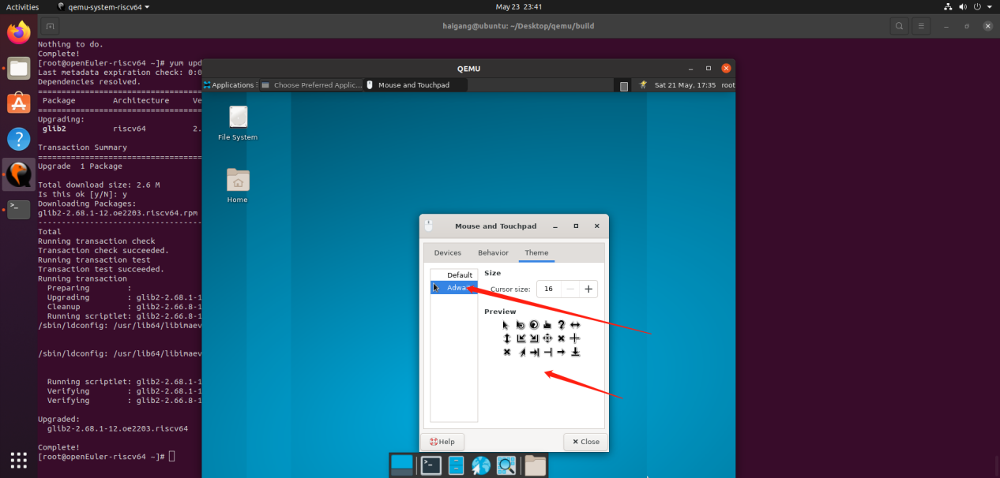 Activities
qemu-system-riscv64
May 23 23:41
haigang@ubuntu: ~/Desktop/qemu/build
Nothing to do.
Complete!
[root@openEuler-riscv64 ~]# yum upd
Last metadata expiration check: 0:0
Dependencies resolved.
================================
Package Architecture Ve
================================
Upgrading:
glib2 riscv64 2.
Transaction Summary
================================
Upgrade 1 Package
Total download size: 2.6 M
Is this ok [y/N]: y
Downloading Packages:
glib2-2.68.1-12.oe2203.riscv64.rpm
--------------------------------
Total
Running transaction check
Transaction check succeeded.
Running transaction test
Transaction test succeeded.
Running transaction
Preparing :
Upgrading : glib2-2.68.1-1
Cleanup : glib2-2.66.8-1
Running scriptlet: glib2-2.66.8-1
/sbin/ldconfig: /usr/lib64/libimaev
/sbin/ldconfig: /usr/lib64/libimaev
Running scriptlet: glib2-2.68.1-1
Verifying : glib2-2.68.1-1
Verifying : glib2-2.66.8-1
Upgraded:
glib2-2.68.1-12.oe2203.riscv64
Complete!
[root@openEuler-riscv64 ~]#
QEMU
Applications
Choose Preferred Applic...
Mouse and Touchpad
Sat 21 May, 17:35
root
File System
Home
Mouse and Touchpad
Devices
Behavior
Theme
Default
Size
Cursor size:
16
Preview
Help
Close